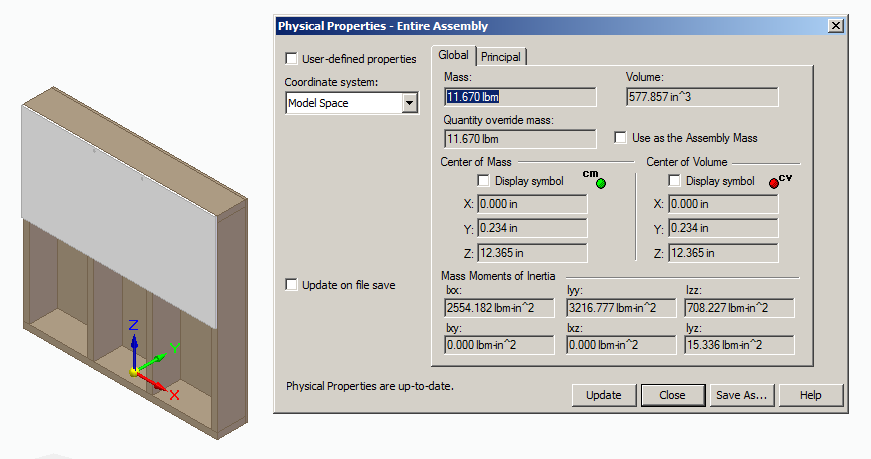 Physical Properties - Entire Assembly
User-defined properties
Coordinate system:
Model Space
Update on file save
Physical Properties are up-to-date.
Global Principal
Mass: Volume:
11.670 lbm 577.857 in^3
Quantity override mass:
11.670 lbm Use as the Assembly Mass
Center of Mass Center of Volume
Display symbol cm Display symbol cv
X: 0.000 in X: 0.000 in
Y: 0.234 in Y: 0.234 in
Z: 12.365 in Z: 12.365 in
Mass Moments of Inertia
Ixx: Iyy: Izz:
2554.182 lbm-in^2 3216.777 lbm-in^2 708.227 lbm-in^2
Ixy: Ixz: Iyz:
0.000 lbm-in^2 0.000 lbm-in^2 15.336 lbm-in^2
Update Close Save As... Help
Z
Y
X